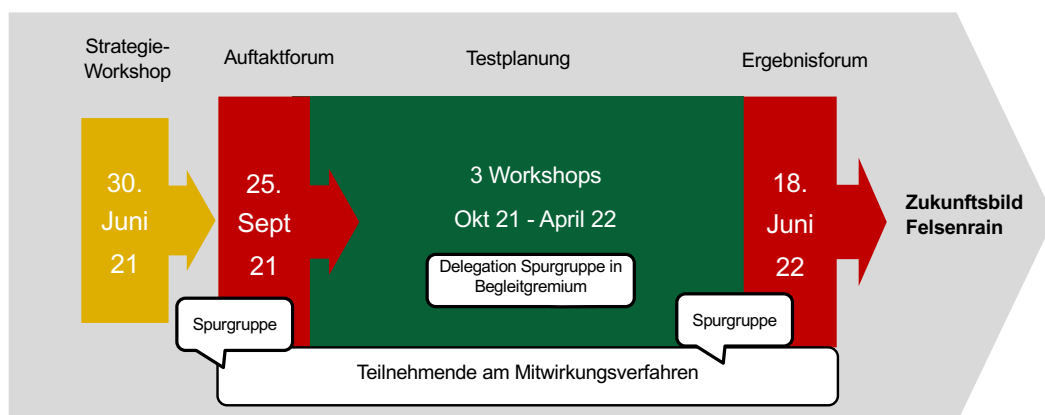 Strategie-
Workshop
Auftaktforum
Testplanung
Ergebnisforum
30.
Juni
21
25.
Sept
21
3 Workshops
Okt 21 - April 22
Delegation Spurgruppe in
Begleitgremium
18.
Juni
22
Zukunftsbild
Felsenrain
Spurgruppe
Spurgruppe
Teilnehmende am Mitwirkungsverfahren